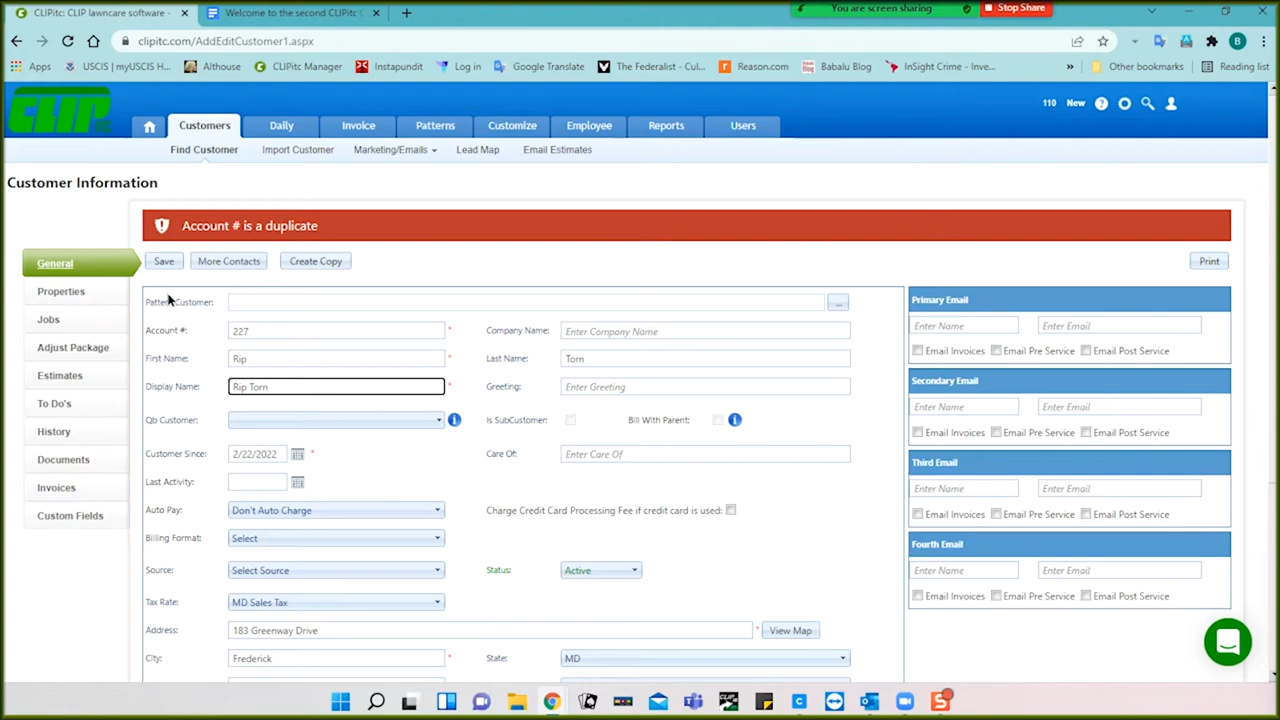 CLIPitc: CLIP lawncare software -
Welcome to the second CLIPitc C
You are screen sharing
Stop Share
clipitc.com/AddEditCustomer1.aspx
Apps
USCIS | myUSCIS H...
Althouse
CLIPitc Manager
Instapundit
Log in
Google Translate
The Federalist - Cul...
Reason.com
Babalu Blog
InSight Crime - Inve...
»
Other bookmarks
Reading list
B
CLIP
110 New
Customers
Daily
Invoice
Patterns
Customize
Employee
Reports
Users
Find Customer
Import Customer
Marketing/Emails
Lead Map
Email Estimates
Customer Information
Account # is a duplicate
General
Properties
Jobs
Adjust Package
Estimates
To Do's
History
Documents
Invoices
Custom Fields
Save
More Contacts
Create Copy
Print
Customer:
...
Account #: 227 *
Company Name: Enter Company Name
First Name: Rip *
Last Name: Torn
Display Name: Rip Torn *
Greeting: Enter Greeting
Qb Customer:
Is SubCustomer:
Bill With Parent:
Customer Since: 2/22/2022 *
Care Of: Enter Care Of
Last Activity:
Auto Pay: Don't Auto Charge
Charge Credit Card Processing Fee if credit card is used:
Billing Format: Select
Source: Select Source
Status: Active
Tax Rate: MD Sales Tax
Address: 183 Greenway Drive *
View Map
City: Frederick *
State: MD
Primary Email
Enter Name Enter Email
Email Invoices Email Pre Service Email Post Service
Secondary Email
Enter Name Enter Email
Email Invoices Email Pre Service Email Post Service
Third Email
Enter Name Enter Email
Email Invoices Email Pre Service Email Post Service
Fourth Email
Enter Name Enter Email
Email Invoices Email Pre Service Email Post Service